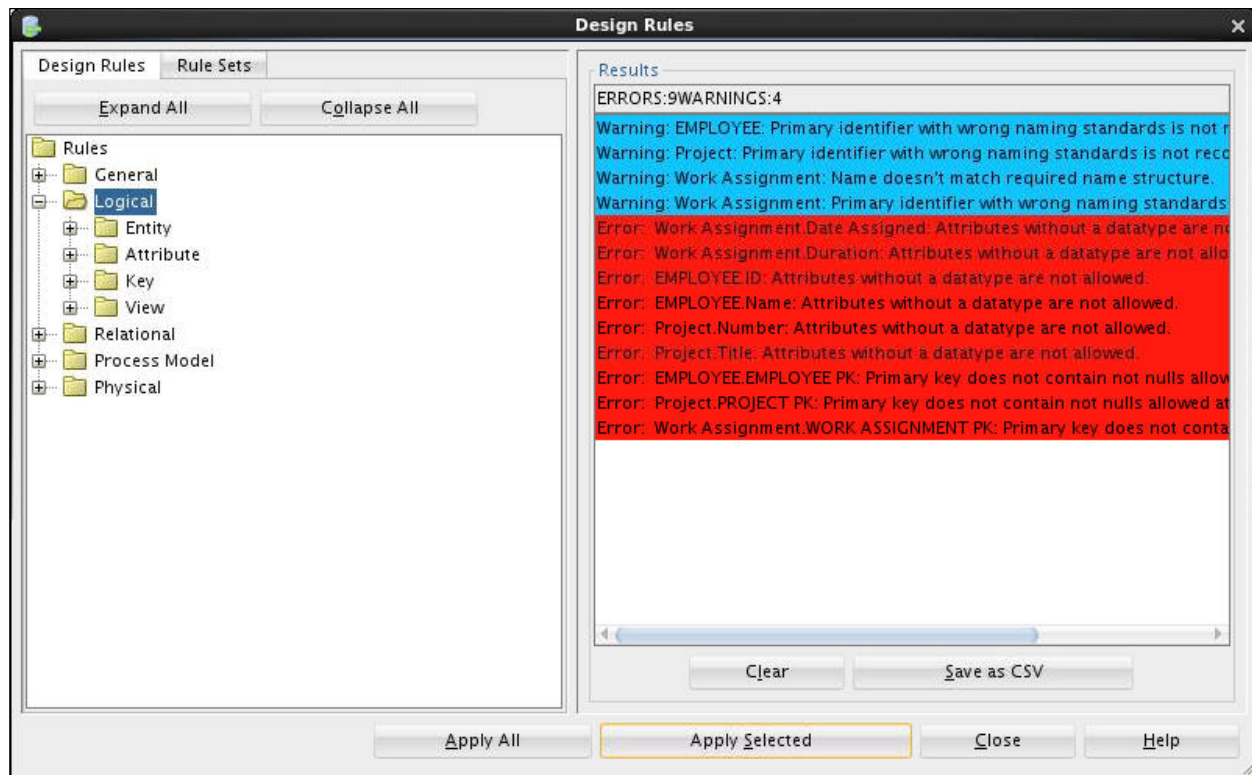 Design Rules
Design Rules
Rule Sets
Expand All
Collapse All
Rules
General
Logical
Entity
Attribute
Key
View
Relational
Process Model
Physical
Results
ERRORS:9WARNINGS:4
Warning: EMPLOYEE: Primary identifier with wrong naming standards is not r
Warning: Project: Primary identifier with wrong naming standards is not reco
Warning: Work Assignment: Name doesn't match required name structure.
Warning: Work Assignment: Primary identifier with wrong naming standards
Error: Work Assignment.Date Assigned: Attributes without a datatype are no
Error: Work Assignment.Duration: Attributes without a datatype are not allo
Error: EMPLOYEE.ID: Attributes without a datatype are not allowed.
Error: EMPLOYEE.Name: Attributes without a datatype are not allowed.
Error: Project.Number: Attributes without a datatype are not allowed.
Error: Project.Title: Attributes without a datatype are not allowed.
Error: EMPLOYEE.EMPLOYEE PK: Primary key does not contain not nulls allow
Error: Project.PROJECT PK: Primary key does not contain not nulls allowed at
Error: Work Assignment.WORK ASSIGNMENT PK: Primary key does not conta
Clear
Save as CSV
Apply All
Apply Selected
Close
Help